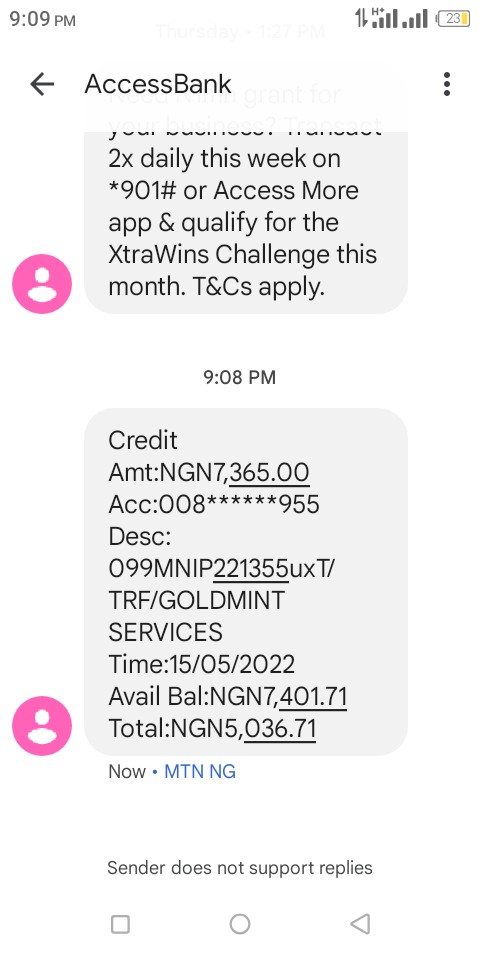 9:09 PM
H+
23
Thursday • 1:27 PM
AccessBank
grant for
your business? Transact
2x daily this week on
*901# or Access More
app & qualify for the
XtraWins Challenge this
month. T&Cs apply.
9:08 PM
Credit
Amt:NGN7,365.00
Acc:008******955
Desc:
099MNIP221355uxT/
TRF/GOLDMINT
SERVICES
Time:15/05/2022
Avail Bal:NGN7,401.71
Total:NGN5,036.71
Now • MTN NG
Sender does not support replies